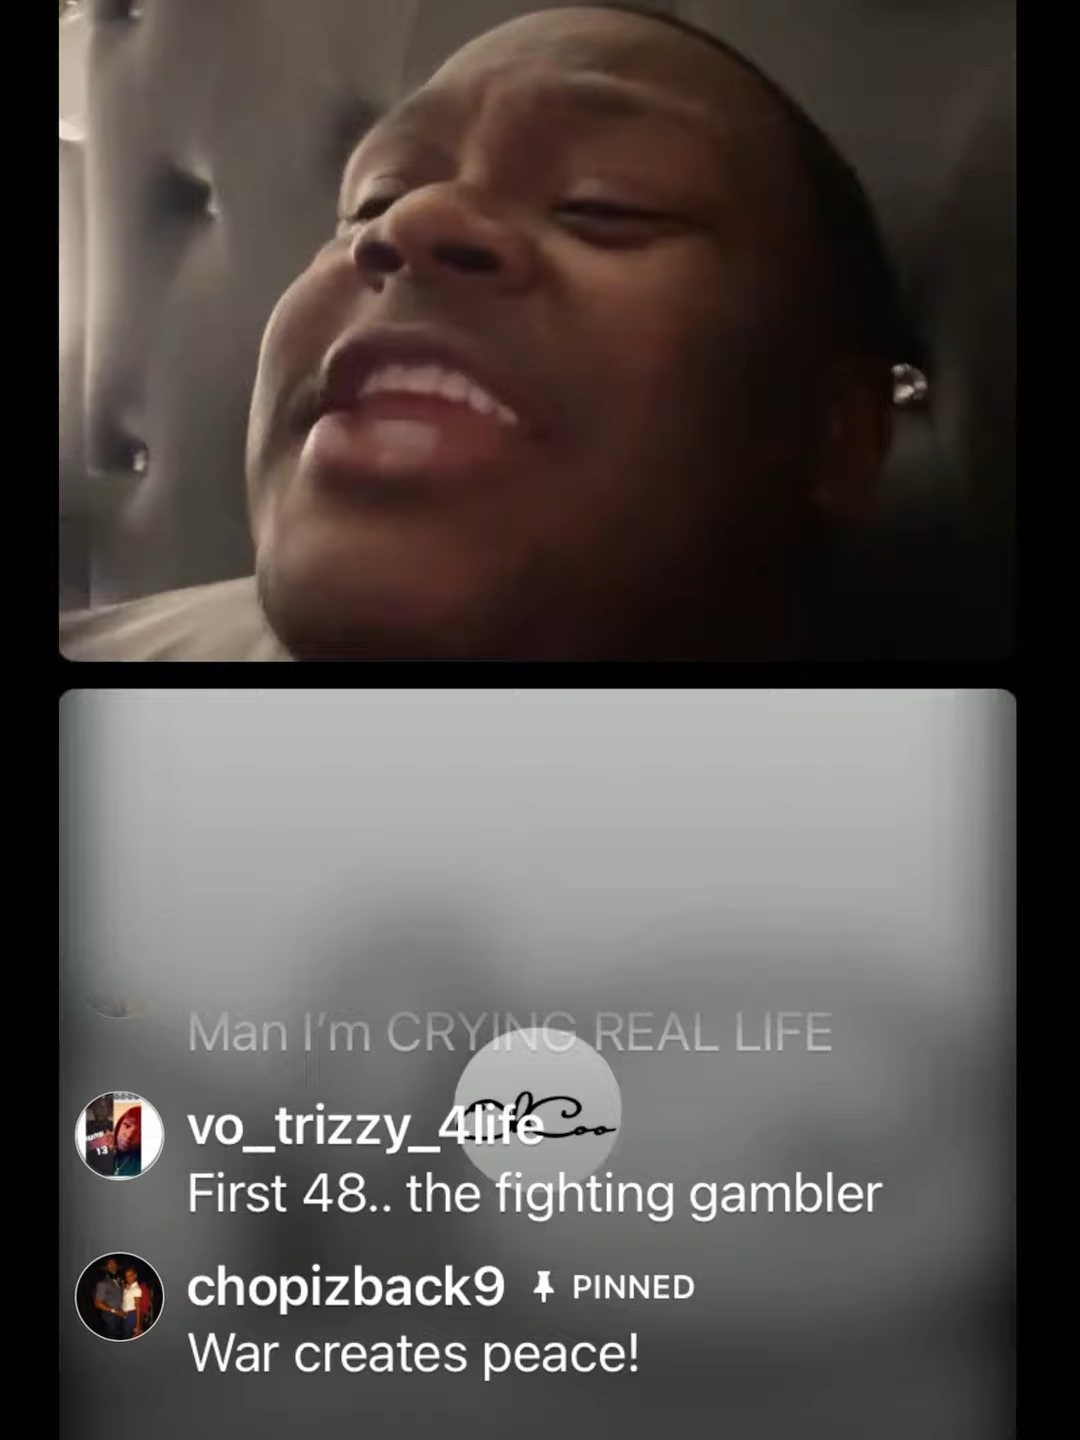 Man I'm CRYING REAL LIFE
vo_trizzy_4life
First 48.. the fighting gambler
chopizback9 PINNED
War creates peace!